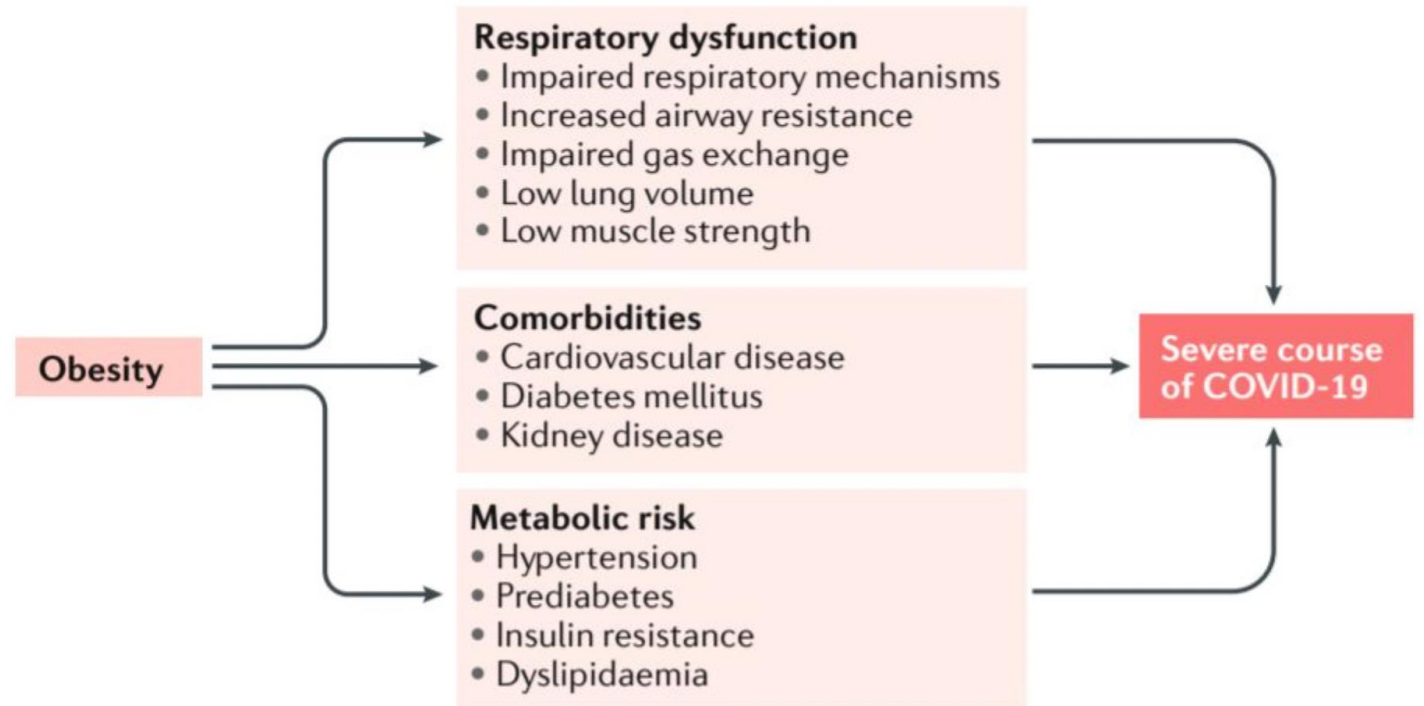 Respiratory dysfunction
• Impaired respiratory mechanisms
• Increased airway resistance
• Impaired gas exchange
• Low lung volume
• Low muscle strength
Obesity
Comorbidities
• Cardiovascular disease
• Diabetes mellitus
• Kidney disease
Severe course
of COVID-19
Metabolic risk
• Hypertension
• Prediabetes
• Insulin resistance
• Dyslipidaemia